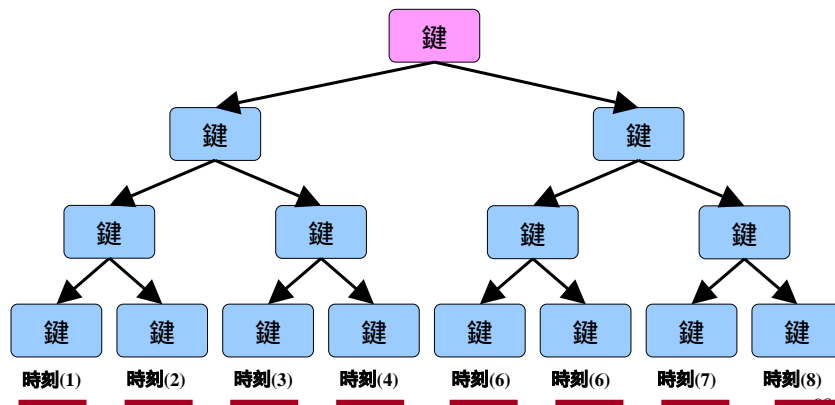 鍵
鍵 鍵
鍵 鍵 鍵 鍵
鍵 鍵 鍵 鍵 鍵 鍵 鍵 鍵
時刻(1) 時刻(2) 時刻(3) 時刻(4) 時刻(6) 時刻(6) 時刻(7) 時刻(8)